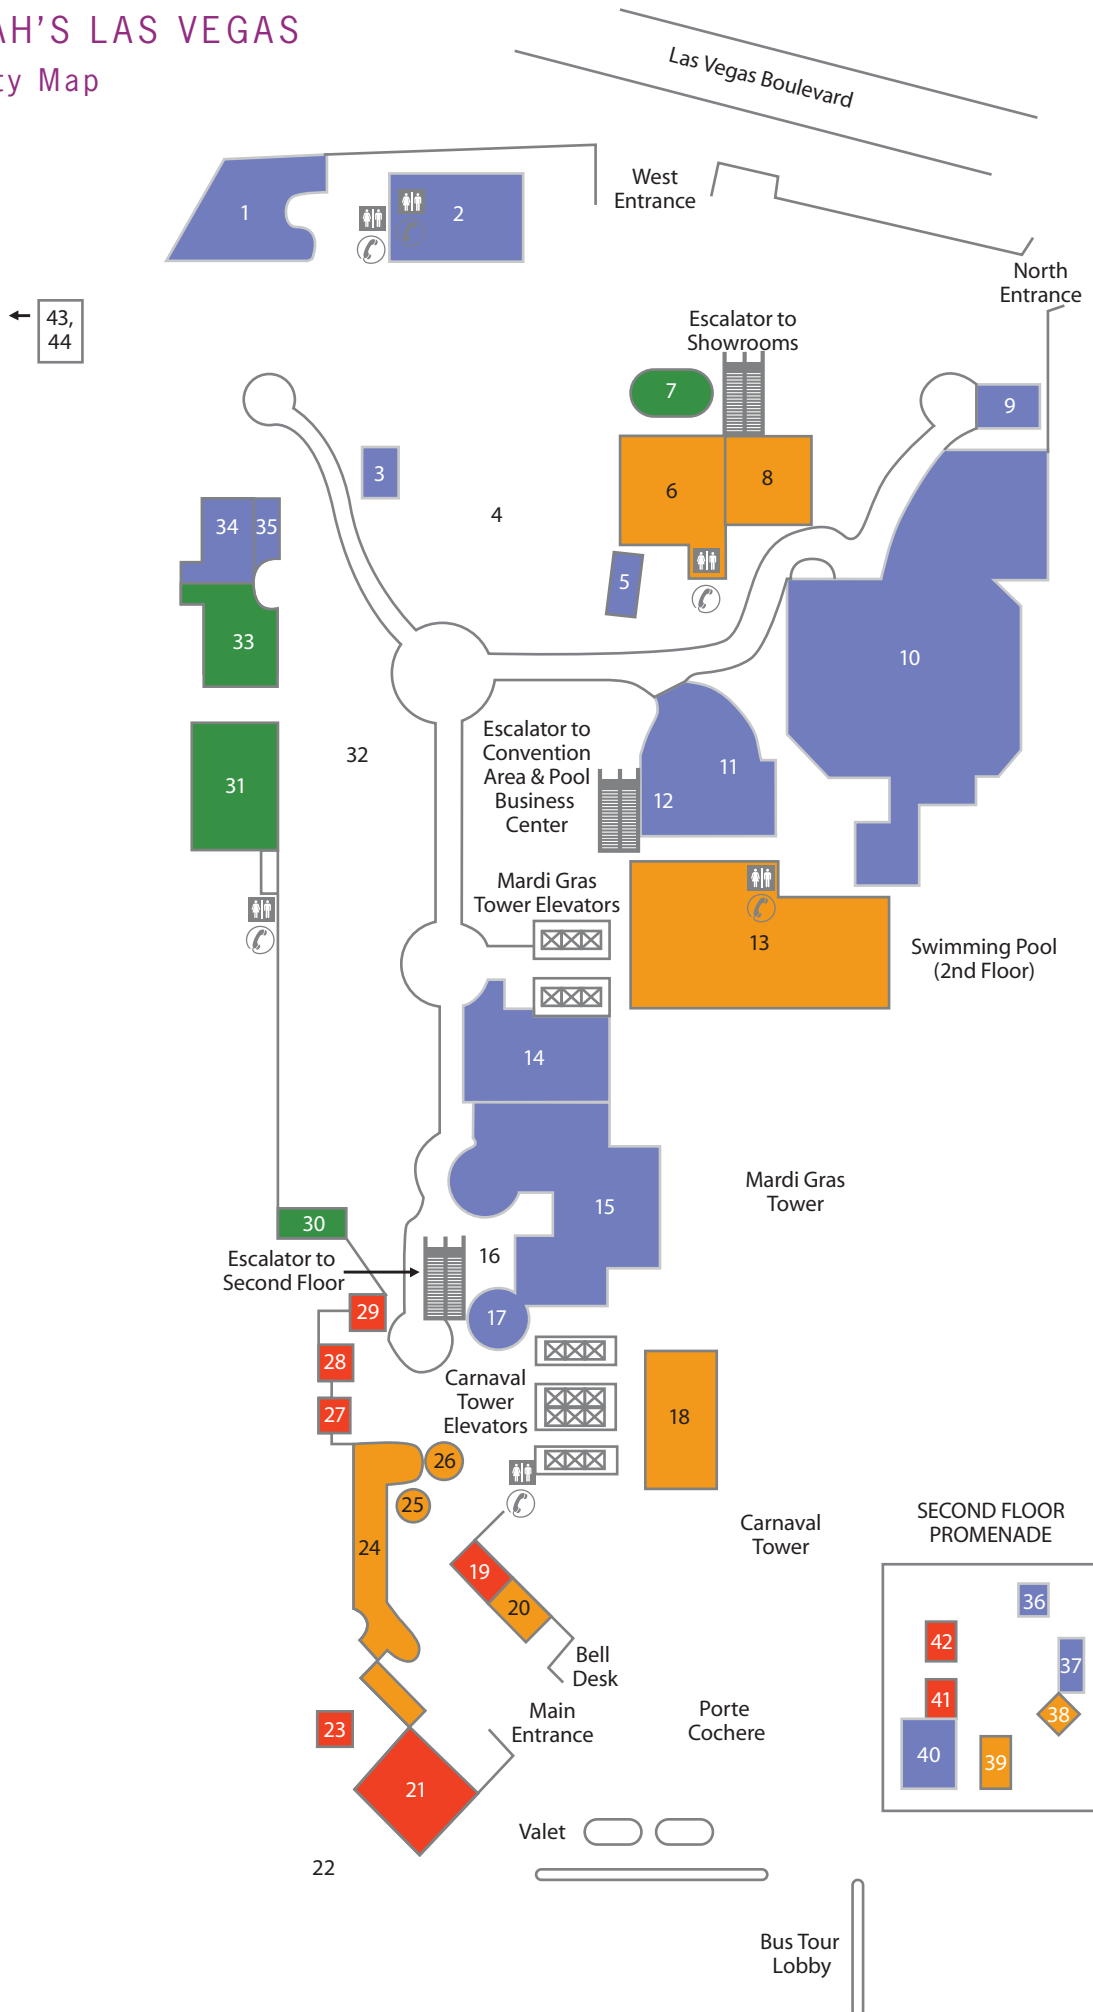 AH'S LAS VEGAS
ty Map
Las Vegas Boulevard
West
Entrance
1
2
North
Entrance
43,
44
Escalator to
Showrooms
7
9
3
6
8
4
34
35
5
33
10
32
Escalator to
Convention
Area & Pool
Business
Center
11
12
31
Mardi Gras
Tower Elevators
13
Swimming Pool
(2nd Floor)
14
Mardi Gras
Tower
15
30
16
Escalator to
Second Floor
29
17
28
Carnaval
Tower
Elevators
27
18
26
25
SECOND FLOOR
PROMENADE
Carnaval
Tower
24
19
20
36
42
37
Bell
Desk
41
38
Main
Entrance
Porte
Cochere
23
40
39
21
Valet
22
Bus Tour
Lobby